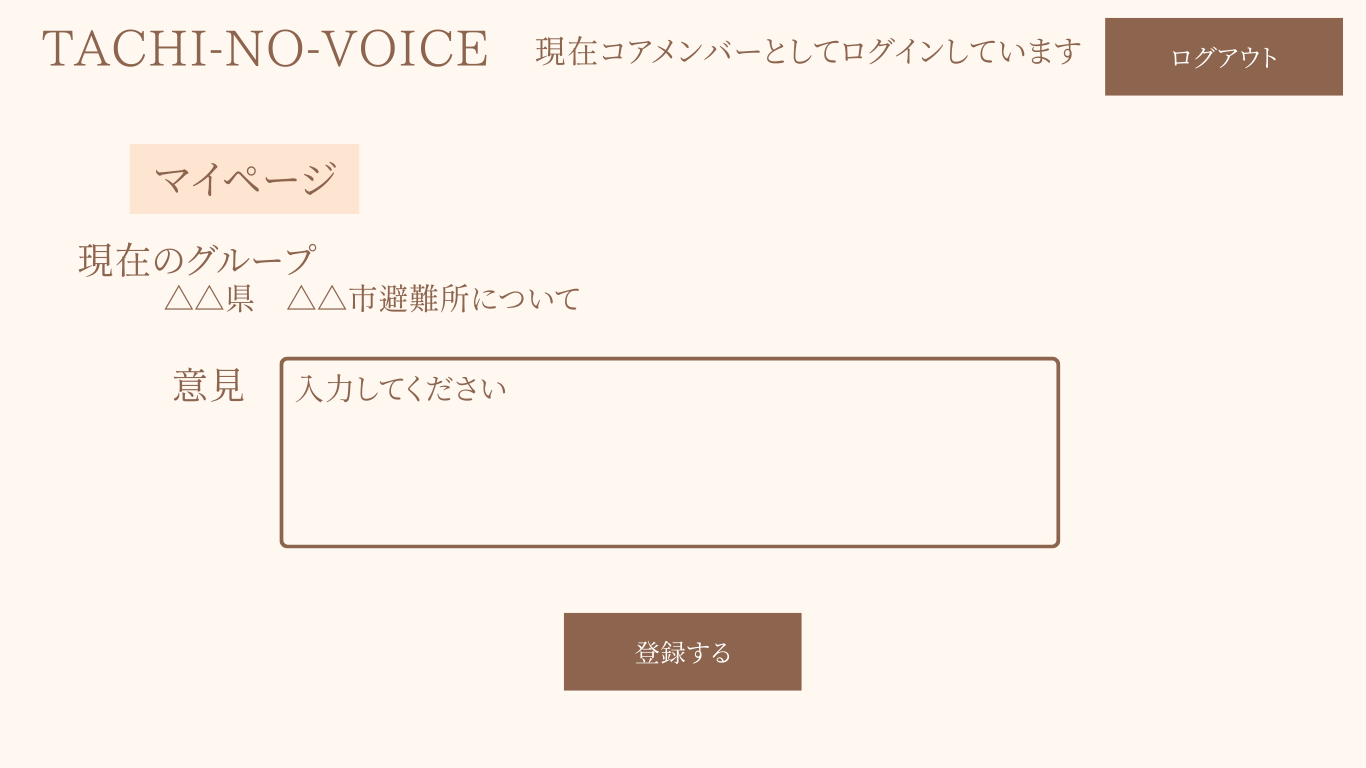 TACHI-NO-VOICE 現在コアメンバーとしてログインしています ログアウト
マイページ
現在のグループ
△△県　△△市避難所について
意見 入力してください
登録する